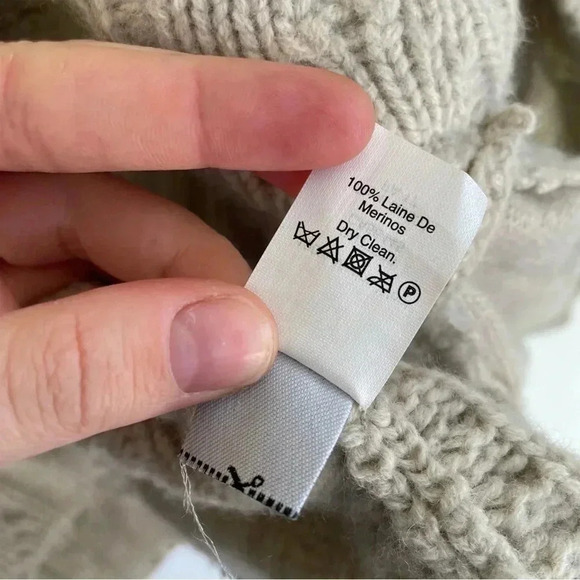 100% Laine De
Merinos
Dry Clean.
P